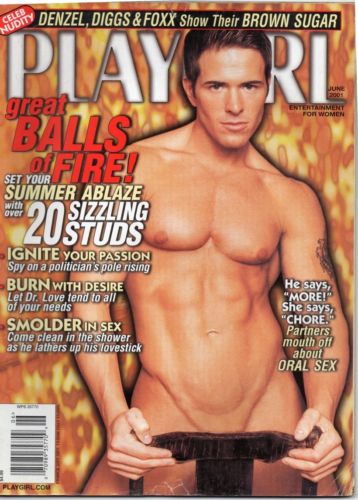 CELEB NUDITY
DENZEL, DIGGS & FOXX Show Their BROWN SUGAR
PLAYGIRL
JUNE
2001
ENTERTAINMENT
FOR WOMEN
great
BALLS
of FIRE!
SET YOUR
SUMMER ABLAZE
with over
20 SIZZLING
STUDS
IGNITE YOUR PASSION
Spy on a politician's pole rising
BURN WITH DESIRE
Let Dr. Love tend to all
of your needs
SMOLDER IN SEX
Come clean in the shower
as he lathers up his lovestick
He says,
"MORE!"
She says,
"CHORE."
Partners
mouth off
about
ORAL SEX
PLAYGIRL.COM